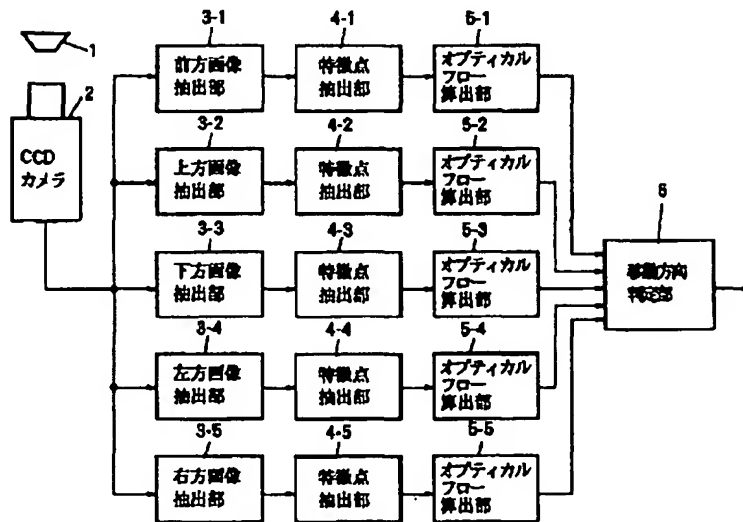 3-1
4-1
5-1
1
前方画像
抽出部
特徴点
抽出部
オプティカル
フロー
算出部
2
CCD
カメラ
3-2
4-2
5-2
上方画像
抽出部
特徴点
抽出部
オプティカル
フロー
算出部
6
移動方向
判定部
3-3
4-3
5-3
下方画像
抽出部
特徴点
抽出部
オプティカル
フロー
算出部
3-4
4-4
5-4
左方画像
抽出部
特徴点
抽出部
オプティカル
フロー
算出部
3-5
4-5
5-5
右方画像
抽出部
特徴点
抽出部
オプティカル
フロー
算出部